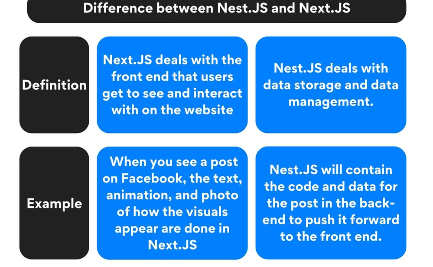 Difference between Nest.JS and Next.JS
Definition
Next.JS deals with the
front end that users
get to see and interact
with on the website
Nest.JS deals with
data storage and data
management.
Example
When you see a post
on Facebook, the text,
animation, and photo
of how the visuals
appear are done in
Next.JS
Nest.JS will contain
the code and data for
the post in the back-
end to push it forward
to the front end.